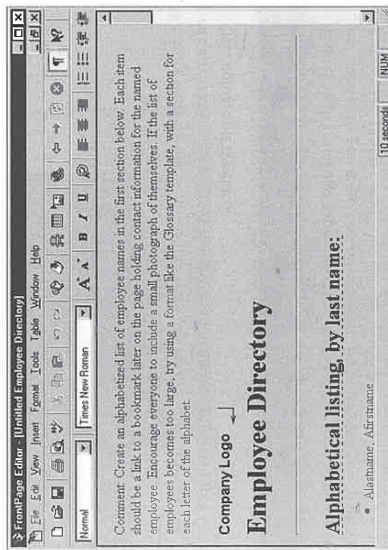 FrontPage Editor - [Untitled Employee Directory]
File Edit View Insert Format Tools Table Window Help
Normal Times New Roman A A B I U
Comment: Create an alphabetized list of employee names in the first section below. Each item
should be a link to a bookmark later on the page holding contact information for the named
employee. Encourage everyone to include a small photograph of themselves. If the list of
employees becomes too large, try using a format like the Glossary template, with a section for
each letter of the alphabet.
Company Logo
Employee Directory
Alphabetical listing, by last name:
• Alastname, Afirstname
10 seconds NUM